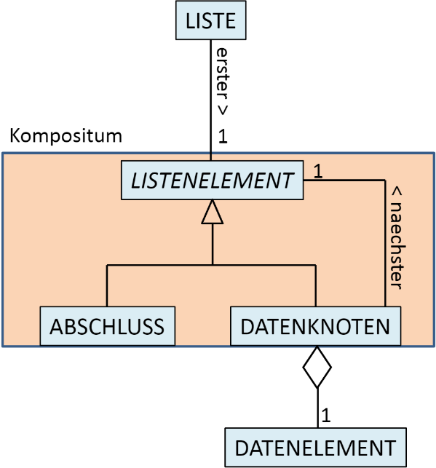 LISTE
erster >
1
Kompositum
LISTENELEMENT
1
< naechster
ABSCHLUSS
DATENKNOTEN
1
DATENELEMENT